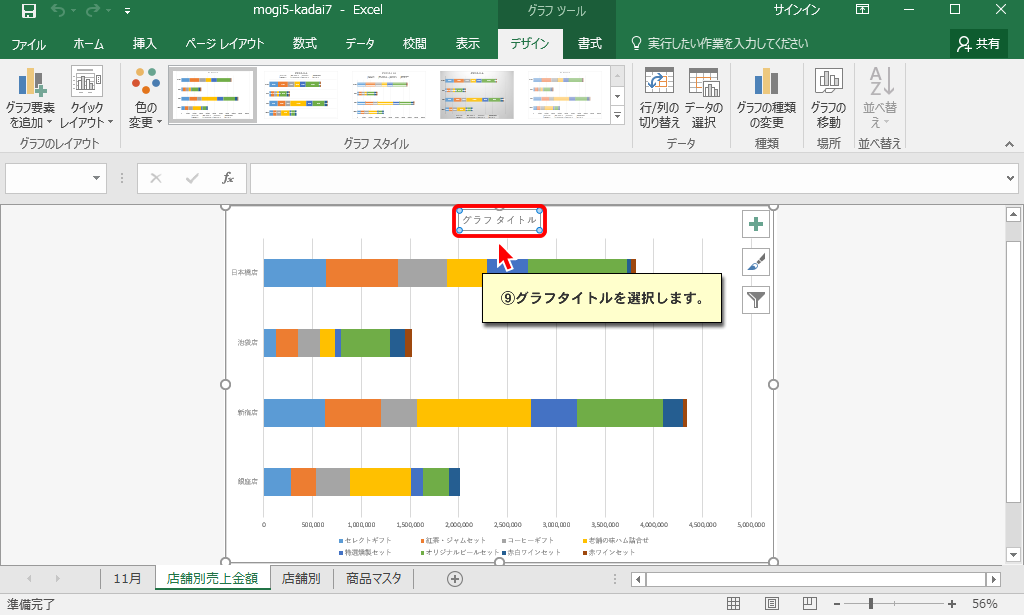 mogi5-kadai7 - Excel
グラフ ツール
サインイン
ファイル ホーム 挿入 ページ レイアウト 数式 データ 校閲 表示 デザイン 書式 実行したい作業を入力してください 共有
グラフ要素を追加
クイックレイアウト
グラフのレイアウト
色の変更
グラフ スタイル
行/列の切り替え
データの選択
データ
グラフの種類の変更
種類
グラフの移動
場所
並べ替え
並べ替え
fx
グラフ タイトル
⑨グラフタイトルを選択します。
日本橋店
池袋店
新宿店
銀座店
0 500,000 1,000,000 1,500,000 2,000,000 2,500,000 3,000,000 3,500,000 4,000,000 4,500,000 5,000,000
セレクトギフト 紅茶・ジャムセット コーヒーギフト 老舗の味ハム詰合せ
特選燻製セット オリジナルビールセット 赤白ワインセット 赤ワインセット
11月 店舗別売上金額 店舗別 商品マスタ
準備完了
56%